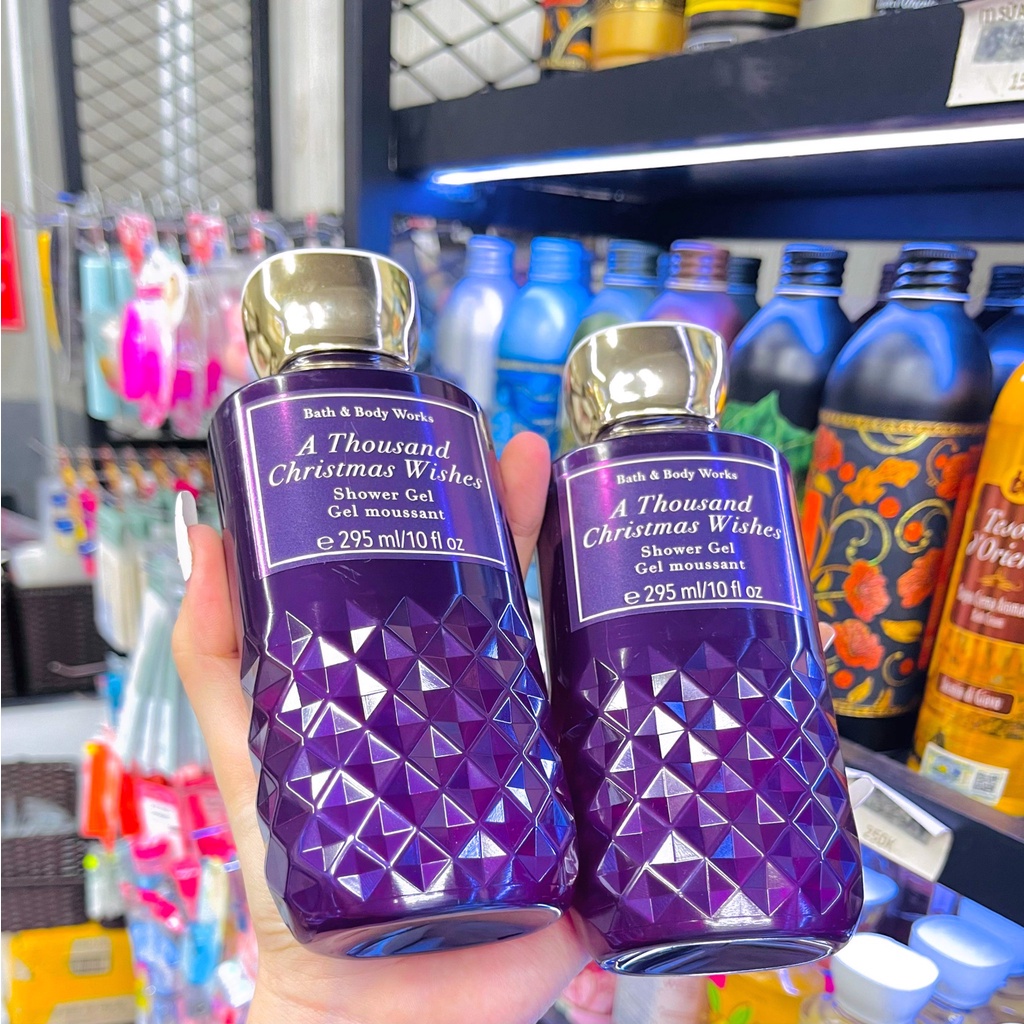 Bath & Body Works
A Thousand
Christmas Wishes
Shower Gel
Gel moussant
℮ 295 ml/10 fl oz
Bath & Body Works
A Thousand
Christmas Wishes
Shower Gel
Gel moussant
℮ 295 ml/10 fl oz
250K